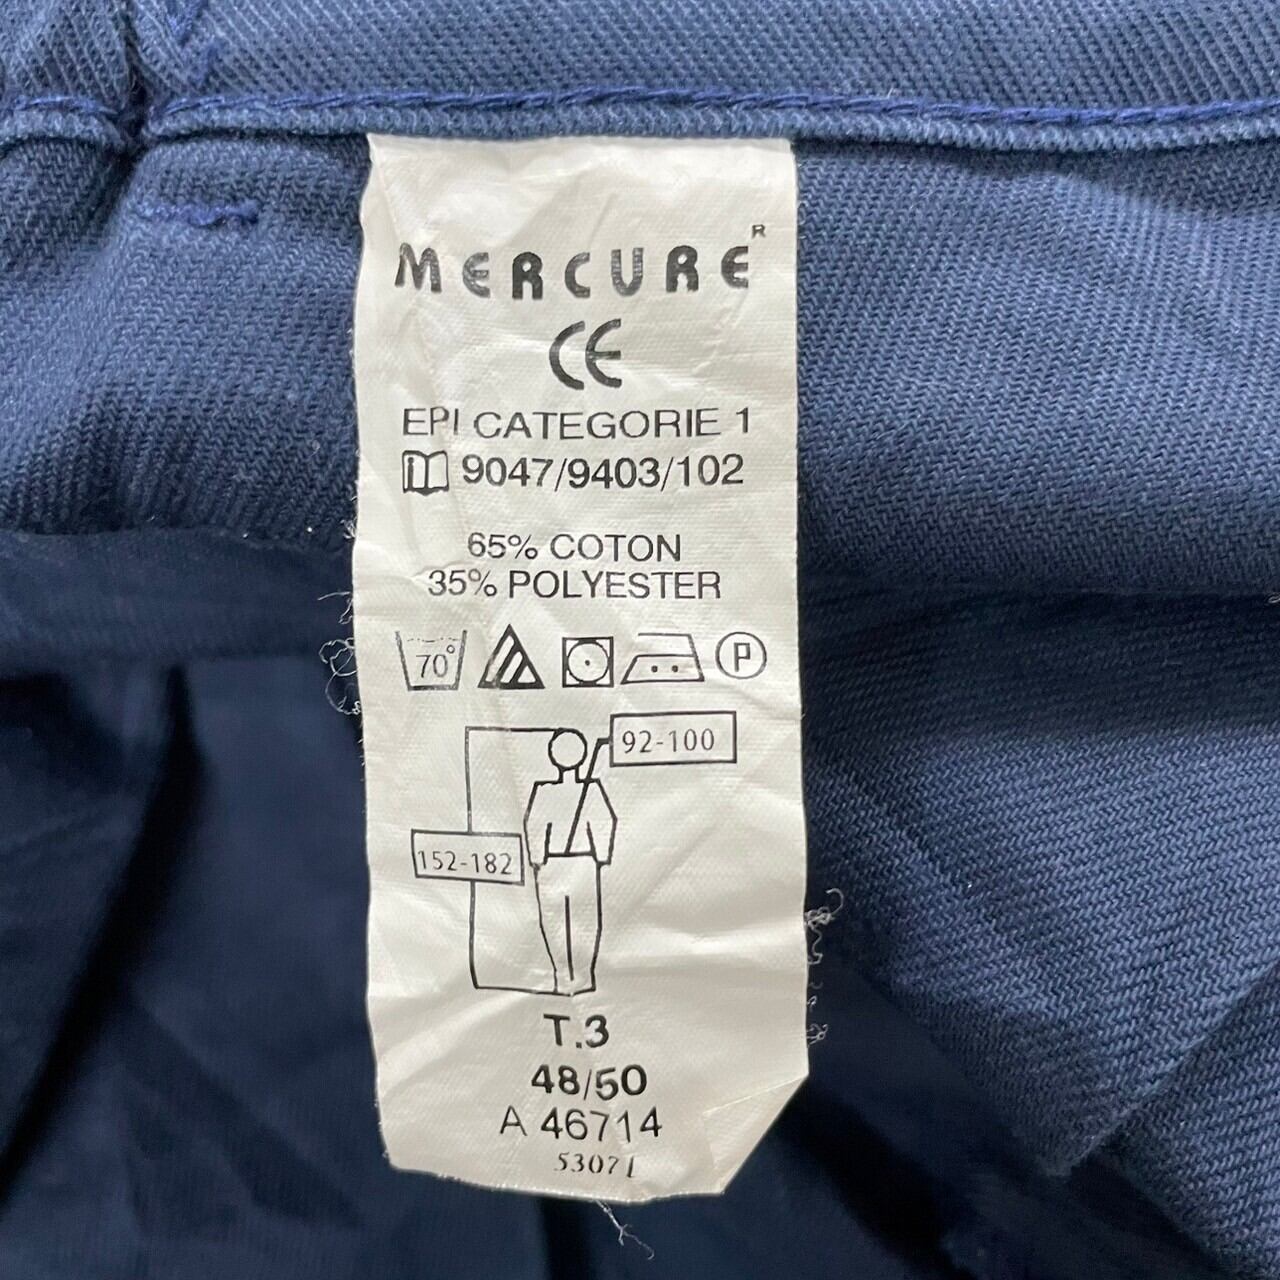 MERCURE R
CE
EPI CATEGORIE 1
9047/9403/102
65% COTON
35% POLYESTER
70° P
92-100
152-182
T.3
48/50
A 46714
53071